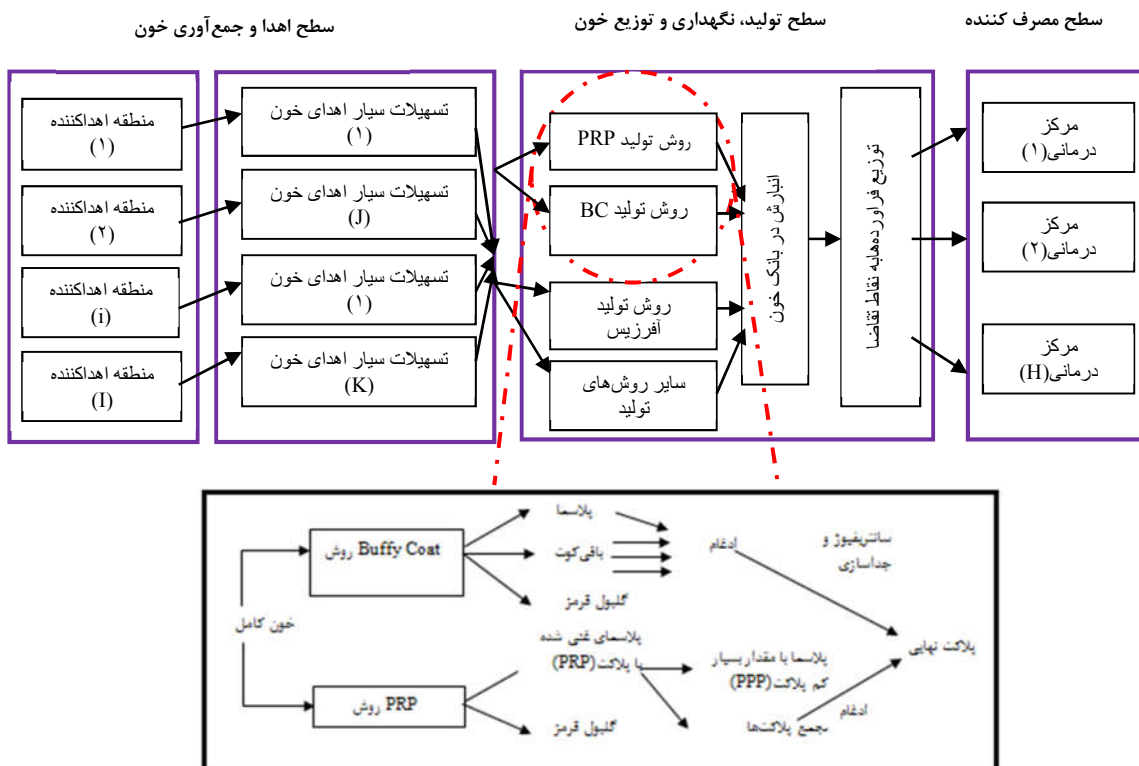 سطح اهدا و جمع‌آوری خون
سطح تولید، نگهداری و توزیع خون
سطح مصرف کننده
منطقه اهداکننده
(۱)
منطقه اهداکننده
(۲)
منطقه اهداکننده
(i)
منطقه اهداکننده
(I)
تسهیلات سیار اهدای خون
(۱)
تسهیلات سیار اهدای خون
(J)
تسهیلات سیار اهدای خون
(۱)
تسهیلات سیار اهدای خون
(K)
روش تولید PRP
روش تولید BC
روش تولید
آفرزیس
سایر روش‌های
تولید
انبارش در بانک خون
توزیع فراورده‌هابه نقاط تقاضا
مرکز
درمانی(۱)
مرکز
درمانی(۲)
مرکز
درمانی(H)
خون کامل
روش Buffy Coat
روش PRP
پلاسما
بافی‌کوت
گلبول قرمز
پلاسمای غنی شده
با پلاکت(PRP)
گلبول قرمز
ادغام
سانتریفیوژ و
جداسازی
پلاسما با مقدار بسیار
کم پلاکت(PPP)
مجمع پلاکت‌ها
ادغام
پلاکت نهایی